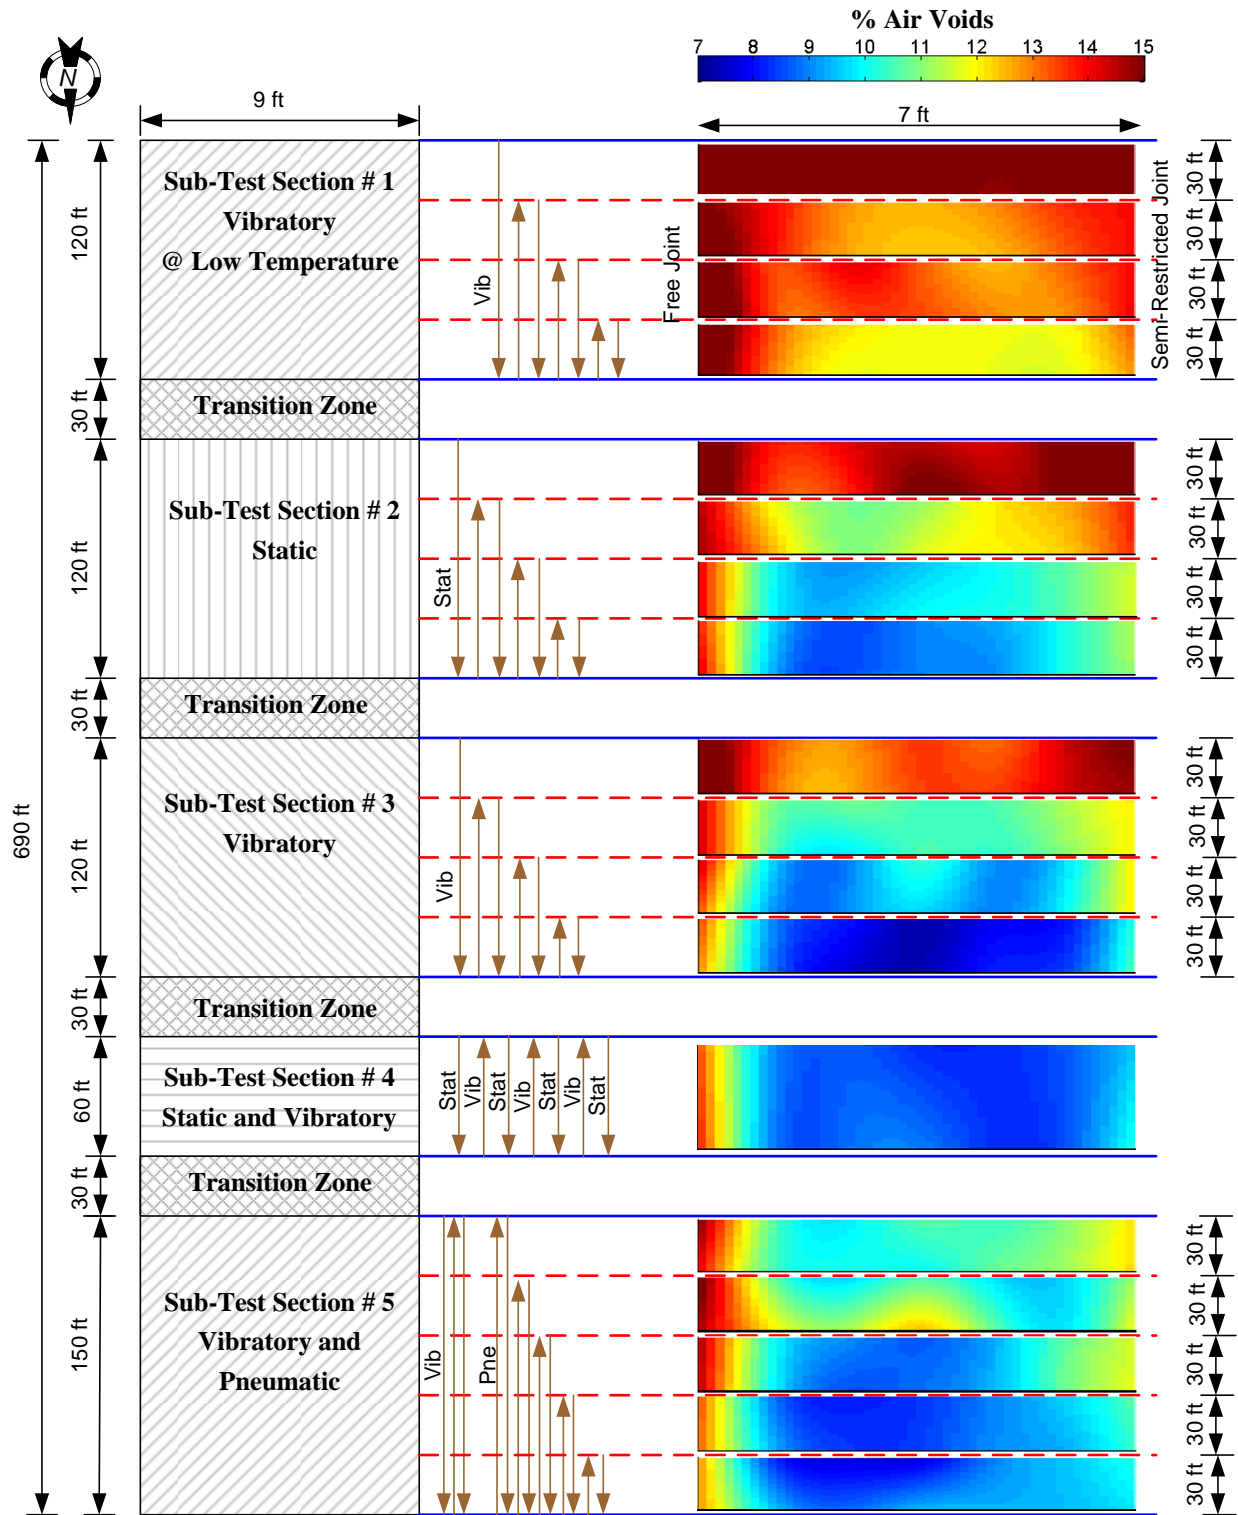 % Air Voids
7 8 9 10 11 12 13 14 15
N
9 ft
7 ft
690 ft
120 ft
Sub-Test Section # 1
Vibratory
@ Low Temperature
Vib
Free Joint
Semi-Restricted Joint
30 ft
30 ft
30 ft
30 ft
30 ft
Transition Zone
120 ft
Sub-Test Section # 2
Static
Stat
30 ft
30 ft
30 ft
30 ft
30 ft
Transition Zone
120 ft
Sub-Test Section # 3
Vibratory
Vib
30 ft
30 ft
30 ft
30 ft
30 ft
Transition Zone
60 ft
Sub-Test Section # 4
Static and Vibratory
Stat
Vib
Stat
Vib
Stat
Vib
Stat
30 ft
Transition Zone
150 ft
Sub-Test Section # 5
Vibratory and
Pneumatic
Vib
Pne
30 ft
30 ft
30 ft
30 ft
30 ft